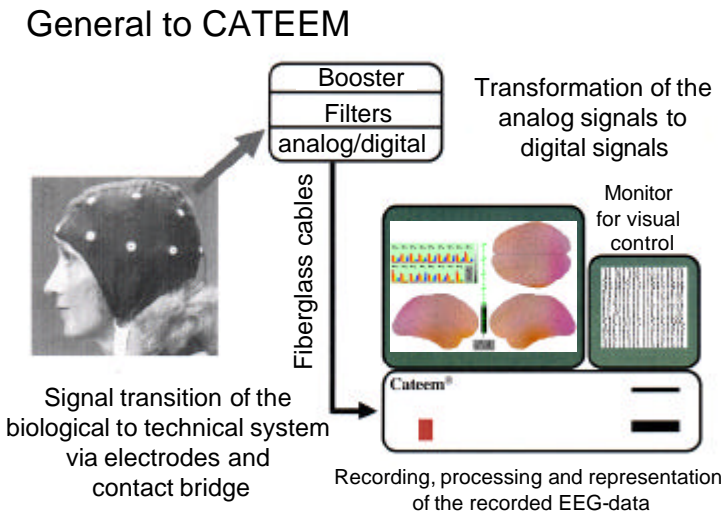 General to CATEEM
Booster
Filters
analog/digital
Transformation of the
analog signals to
digital signals
Fiberglass cables
Monitor
for visual
control
Cateem®
Signal transition of the
biological to technical system
via electrodes and
contact bridge
Recording, processing and representation
of the recorded EEG-data